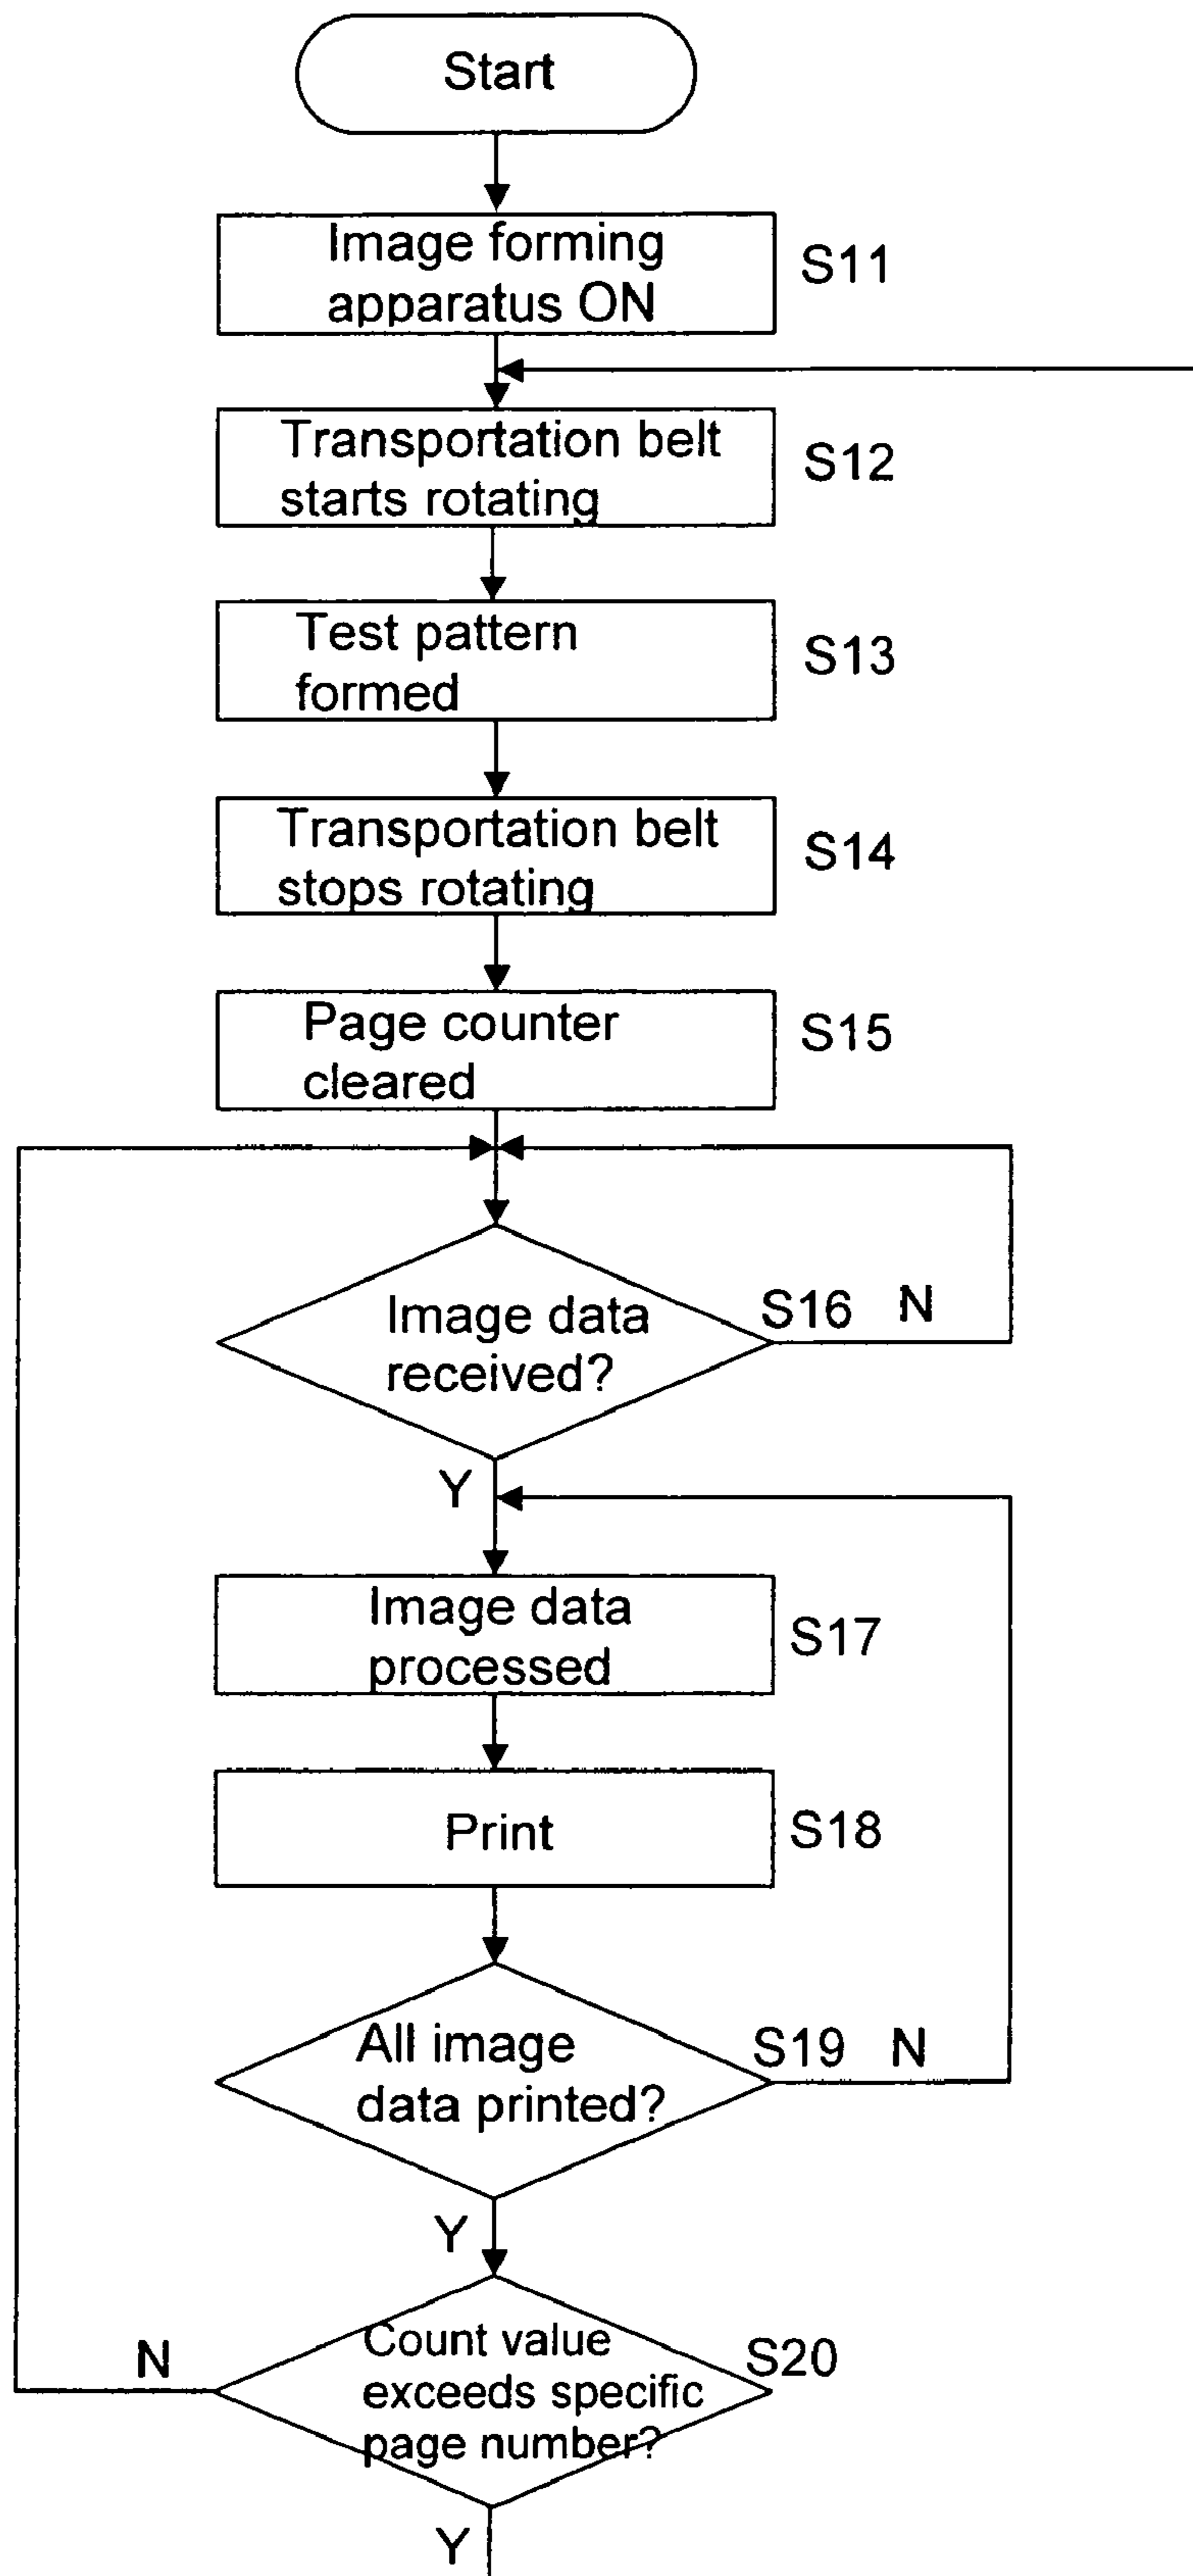 Start
Image forming
apparatus ON
S11
Transportation belt
starts rotating
S12
Test pattern
formed
S13
Transportation belt
stops rotating
S14
Page counter
cleared
S15
Image data
received?
S16 N
Y
Image data
processed
S17
Print
S18
All image
data printed?
S19 N
Y
Count value
exceeds specific
page number?
S20
N
Y